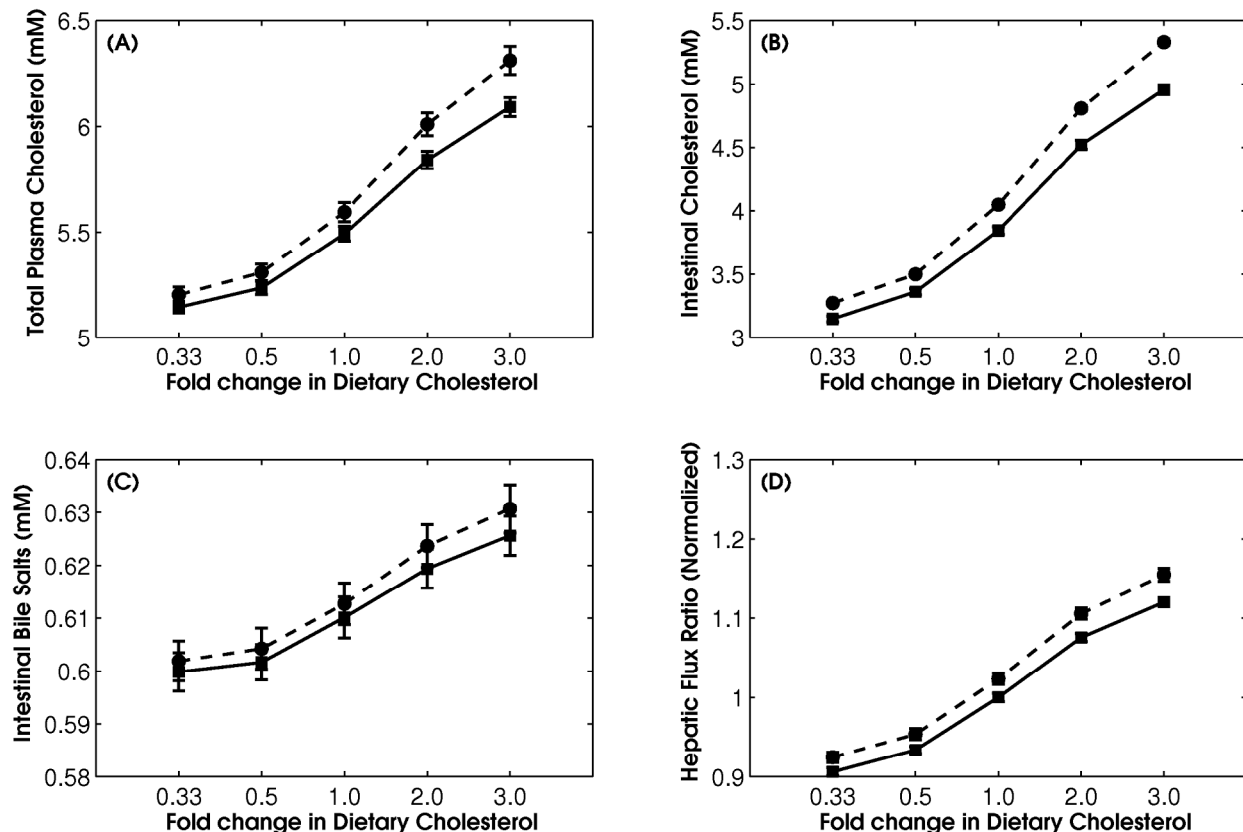 (A)
Total Plasma Cholesterol (mM)
6.5
6
5.5
5
0.33 0.5 1.0 2.0 3.0
Fold change in Dietary Cholesterol
(B)
Intestinal Cholesterol (mM)
5.5
5
4.5
4
3.5
3
0.33 0.5 1.0 2.0 3.0
Fold change in Dietary Cholesterol
(C)
Intestinal Bile Salts (mM)
0.64
0.63
0.62
0.61
0.6
0.59
0.58
0.33 0.5 1.0 2.0 3.0
Fold change in Dietary Cholesterol
(D)
Hepatic Flux Ratio (Normalized)
1.3
1.2
1.1
1
0.9
0.33 0.5 1.0 2.0 3.0
Fold change in Dietary Cholesterol